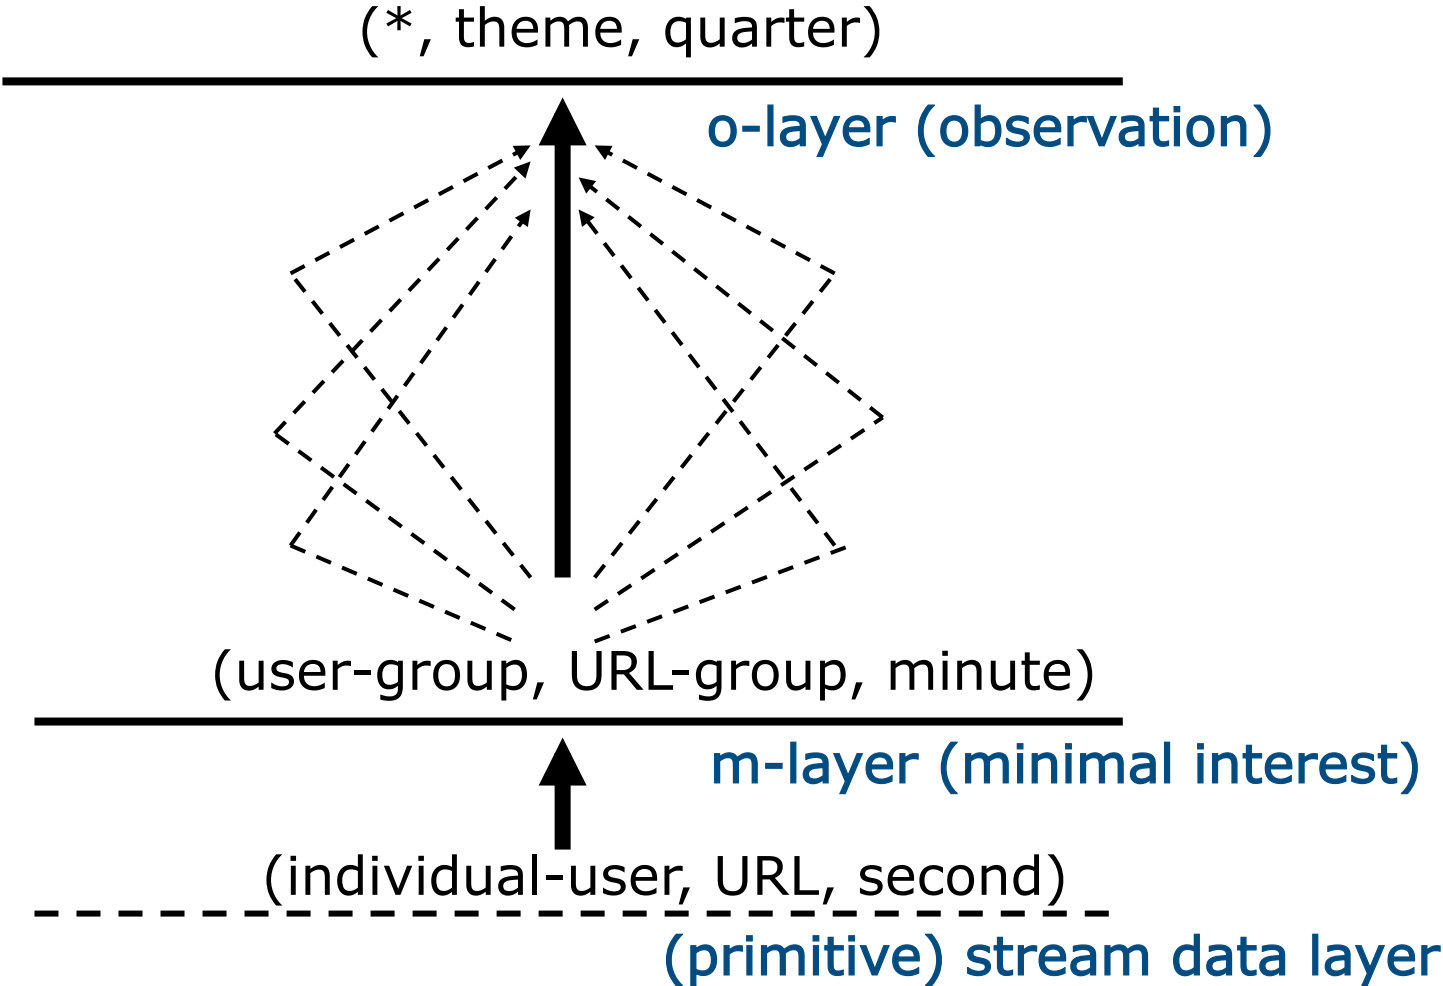 (*, theme, quarter)
o-layer (observation)
(user-group, URL-group, minute)
m-layer (minimal interest)
(individual-user, URL, second)
(primitive) stream data layer